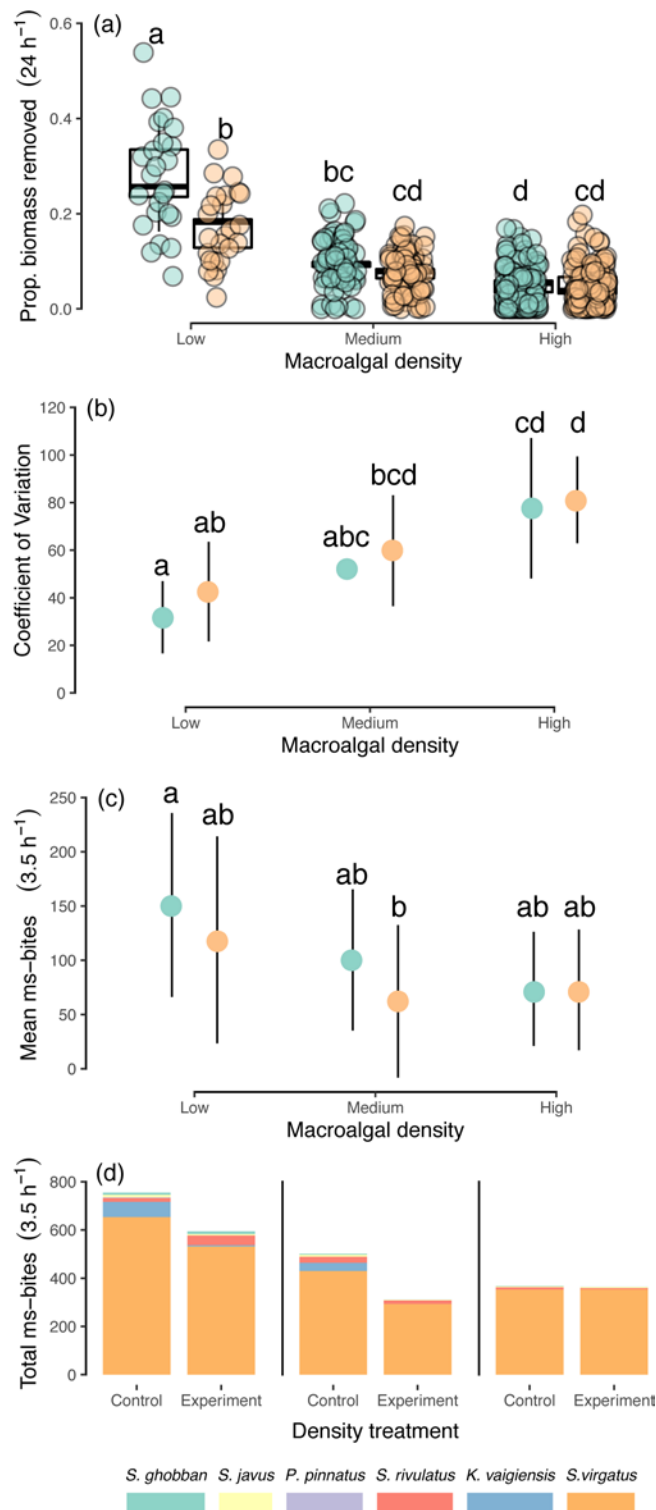 (a)
Prop. biomass removed (24 h⁻¹)
0.6
0.4
0.2
0.0
a
b
bc
cd
d
cd
Low
Medium
High
Macroalgal density
(b)
Coefficient of Variation
120
100
80
60
40
20
0
a
ab
abc
bcd
cd
d
Low
Medium
High
Macroalgal density
(c)
Mean ms−bites (3.5 h⁻¹)
250
200
150
100
50
0
a
ab
ab
b
ab
ab
Low
Medium
High
Macroalgal density
(d)
Total ms−bites (3.5 h⁻¹)
800
600
400
200
0
Control
Experiment
Control
Experiment
Control
Experiment
Density treatment
S. ghobban S. javus P. pinnatus S. rivulatus K. vaigiensis S.virgatus